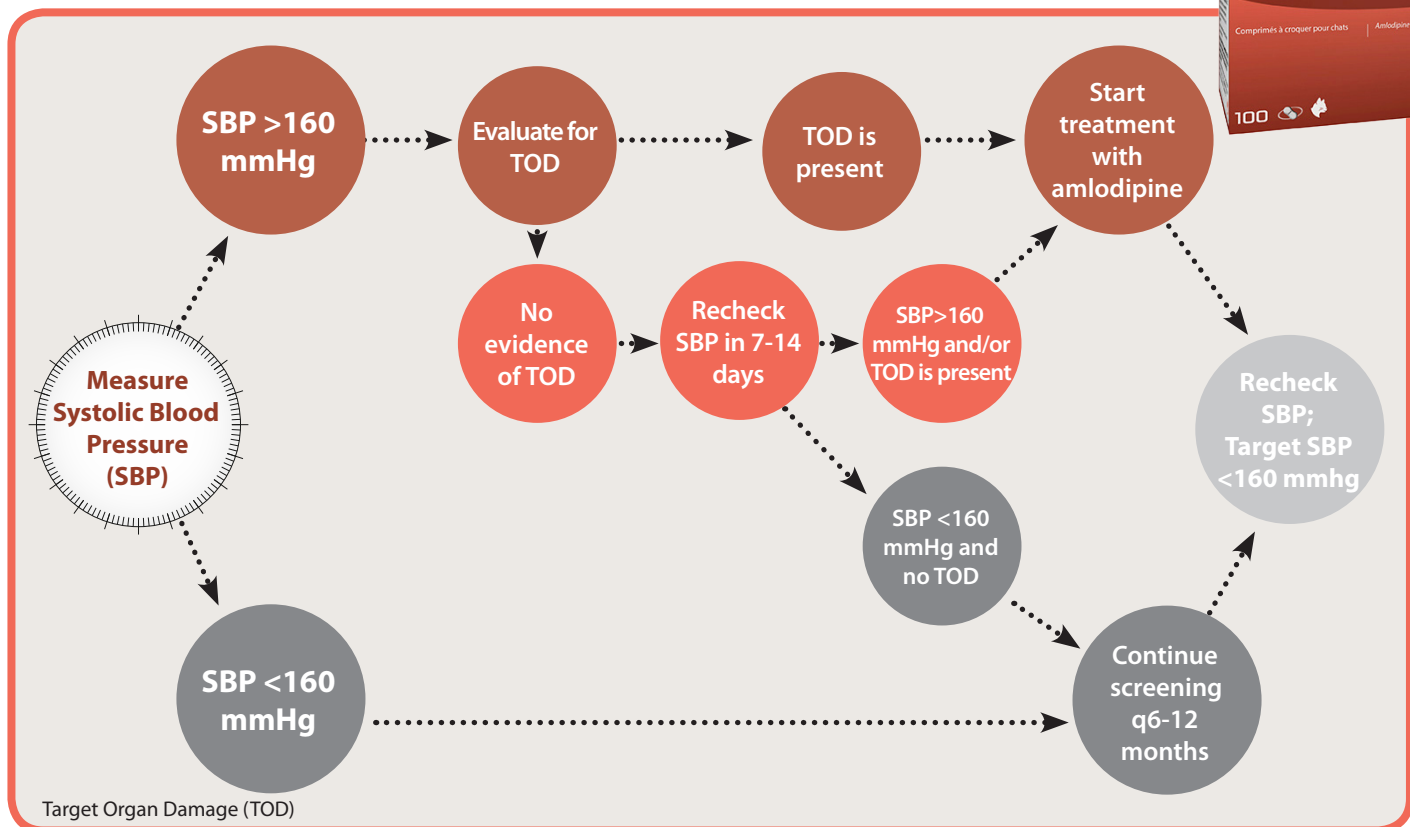 Comprimés à croquer pour chats
Amlodipine
100
SBP >160
mmHg
Evaluate for
TOD
TOD is
present
Start
treatment
with
amlodipine
No
evidence
of TOD
Recheck
SBP in 7-14
days
SBP>160
mmHg and/or
TOD is present
Measure
Systolic Blood
Pressure
(SBP)
Recheck
SBP;
Target SBP
<160 mmhg
SBP <160
mmHg and
no TOD
SBP <160
mmHg
Continue
screening
q6-12
months
Target Organ Damage (TOD)